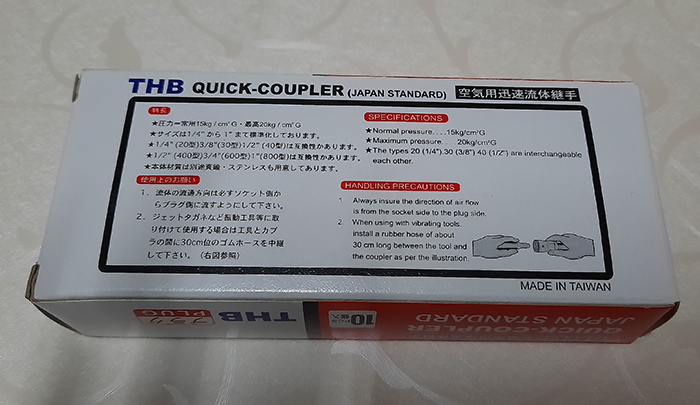 THB QUICK-COUPLER (JAPAN STANDARD) 空気用迅速流体継手
特長
★圧力ー常用15kg/cm²G・最高20kg/cm²G
★サイズは1/4"から1"まで標準化しております。
★1/4"(20型)3/8"(30型)1/2"(40型)は互換性があります。
★1/2"(400型)3/4"(600型)1"(800型)は互換性があります。
★本体材質は別途真鍮・ステンレスも用意してあります。
使用上のお願い
1. 流体の流通方向は必ずソケット側か
らプラグ側に流すようにして下さい。
2. ジェットタガネなど振動工具等に取
り付けて使用する場合は工具とカプ
ラの間に30cm位のゴムホースを中継
して下さい。(右図参照)
SPECIFICATIONS
★Normal pressure....15kg/cm²G
★Maximum pressure.... 20kg/cm²G
★The types 20 (1/4").30 (3/8") 40 (1/2") are interchangeable
each other.
HANDLING PRECAUTIONS
1. Always insure the direction of air flow
is from the socket side to the plug side.
2. When using with vibrating tools,
install a rubber hose of about
30 cm long between the tool and
the coupler as per the illustration.
MADE IN TAIWAN
プラグ
PLUG
THB
10
QUICK-COUPLER
JAPAN STANDARD